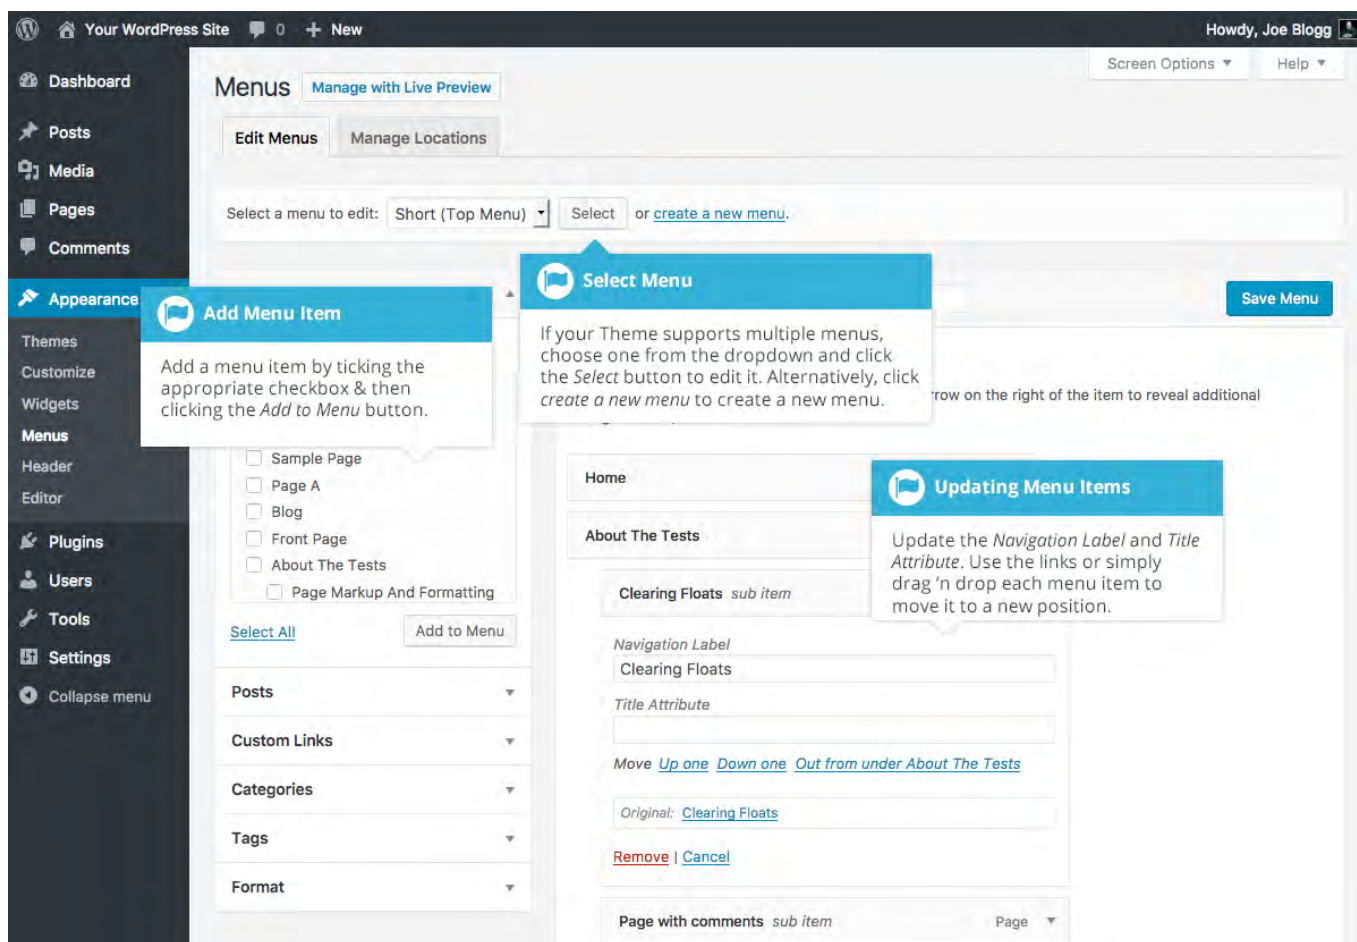 Your WordPress Site 0 + New Howdy, Joe Blogg
Screen Options Help
Dashboard
Posts
Media
Pages
Comments
Appearance
Themes
Customize
Widgets
Menus
Header
Editor
Plugins
Users
Tools
Settings
Collapse menu
Menus Manage with Live Preview
Edit Menus Manage Locations
Select a menu to edit: Short (Top Menu) Select or create a new menu.
Select Menu
If your Theme supports multiple menus,
choose one from the dropdown and click
the Select button to edit it. Alternatively, click
create a new menu to create a new menu.
Add Menu Item
Add a menu item by ticking the
appropriate checkbox & then
clicking the Add to Menu button.
Save Menu
on the right of the item to reveal additional
Sample Page
Page A
Blog
Front Page
About The Tests
Page Markup And Formatting
Select All Add to Menu
Posts
Custom Links
Categories
Tags
Format
Home
About The Tests
Updating Menu Items
Update the Navigation Label and Title
Attribute. Use the links or simply
drag 'n drop each menu item to
move it to a new position.
Clearing Floats sub item
Navigation Label
Clearing Floats
Title Attribute
Move Up one Down one Out from under About The Tests
Original: Clearing Floats
Remove | Cancel
Page with comments sub item Page